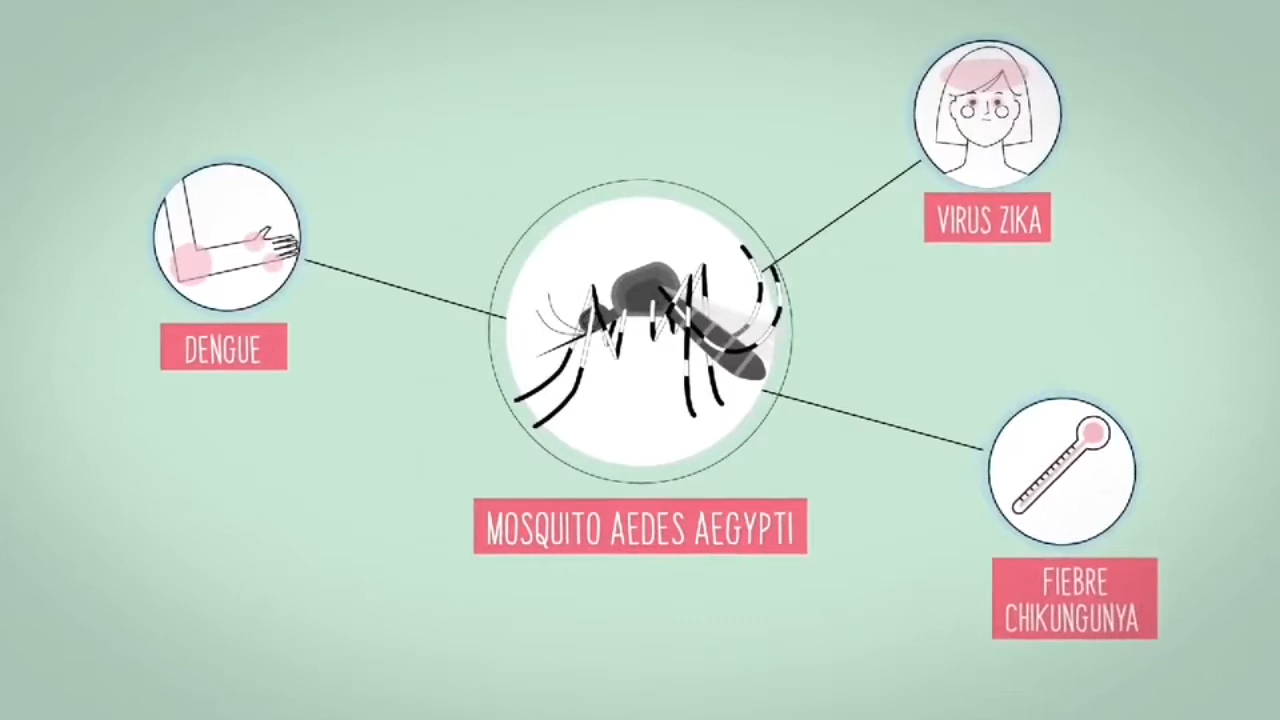 VIRUS ZIKA
DENGUE
MOSQUITO AEDES AEGYPTI
FIEBRE
CHIKUNGUNYA